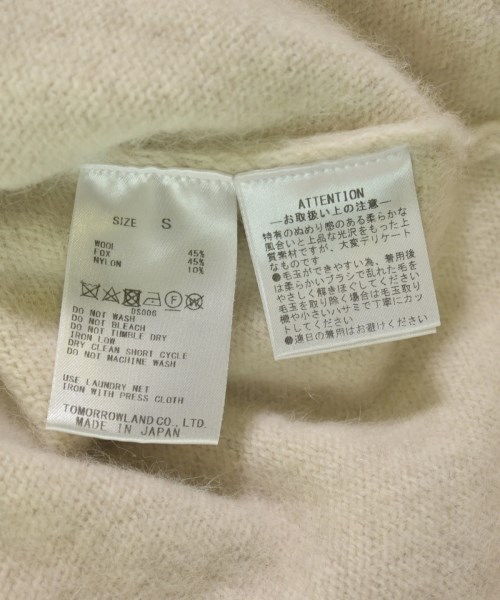 SIZE S
WOOL 45%
FOX 45%
NYLON 10%
DS006
DO NOT WASH
DO NOT BLEACH
DO NOT TUMBLE DRY
IRON LOW
DRY CLEAN SHORT CYCLE
DO NOT MACHINE WASH
USE LAUNDRY NET
IRON WITH PRESS CLOTH
TOMORROWLAND CO., LTD.
MADE IN JAPAN
ATTENTION
―お取扱い上の注意―
特有のぬめり感のある柔らかな
風合いと上品な光沢をもった上
質素材ですが、大変デリケート
なものです
●毛玉ができやすい為、着用後
は柔らかいブラシで乱れた毛を
やさしく解きほぐしてください
毛玉を取り除く場合は毛玉取り
機や小さいハサミで丁寧にカッ
トしてください
●連日の着用はお避けください